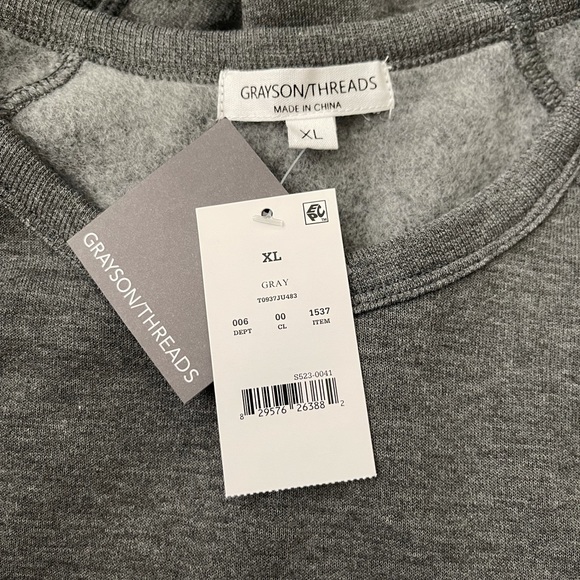 GRAYSON/THREADS
MADE IN CHINA
XL
GRAYSON/THREADS
XL
GRAY
T0937JU483
006 00 1537
DEPT CL ITEM
S523-0041
8 29576 26388 2